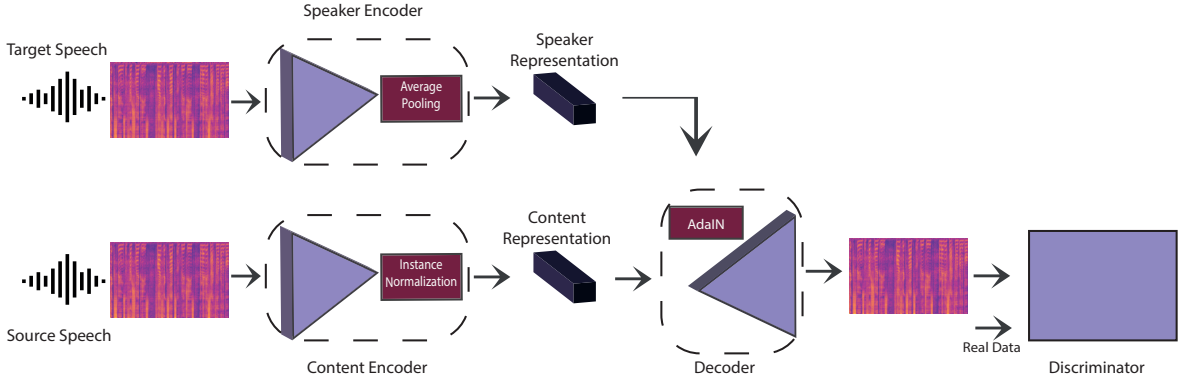 Speaker Encoder
Target Speech
Average
Pooling
Speaker
Representation
AdaIN
Instance
Normalization
Content
Representation
Source Speech
Content Encoder
Decoder
Real Data
Discriminator